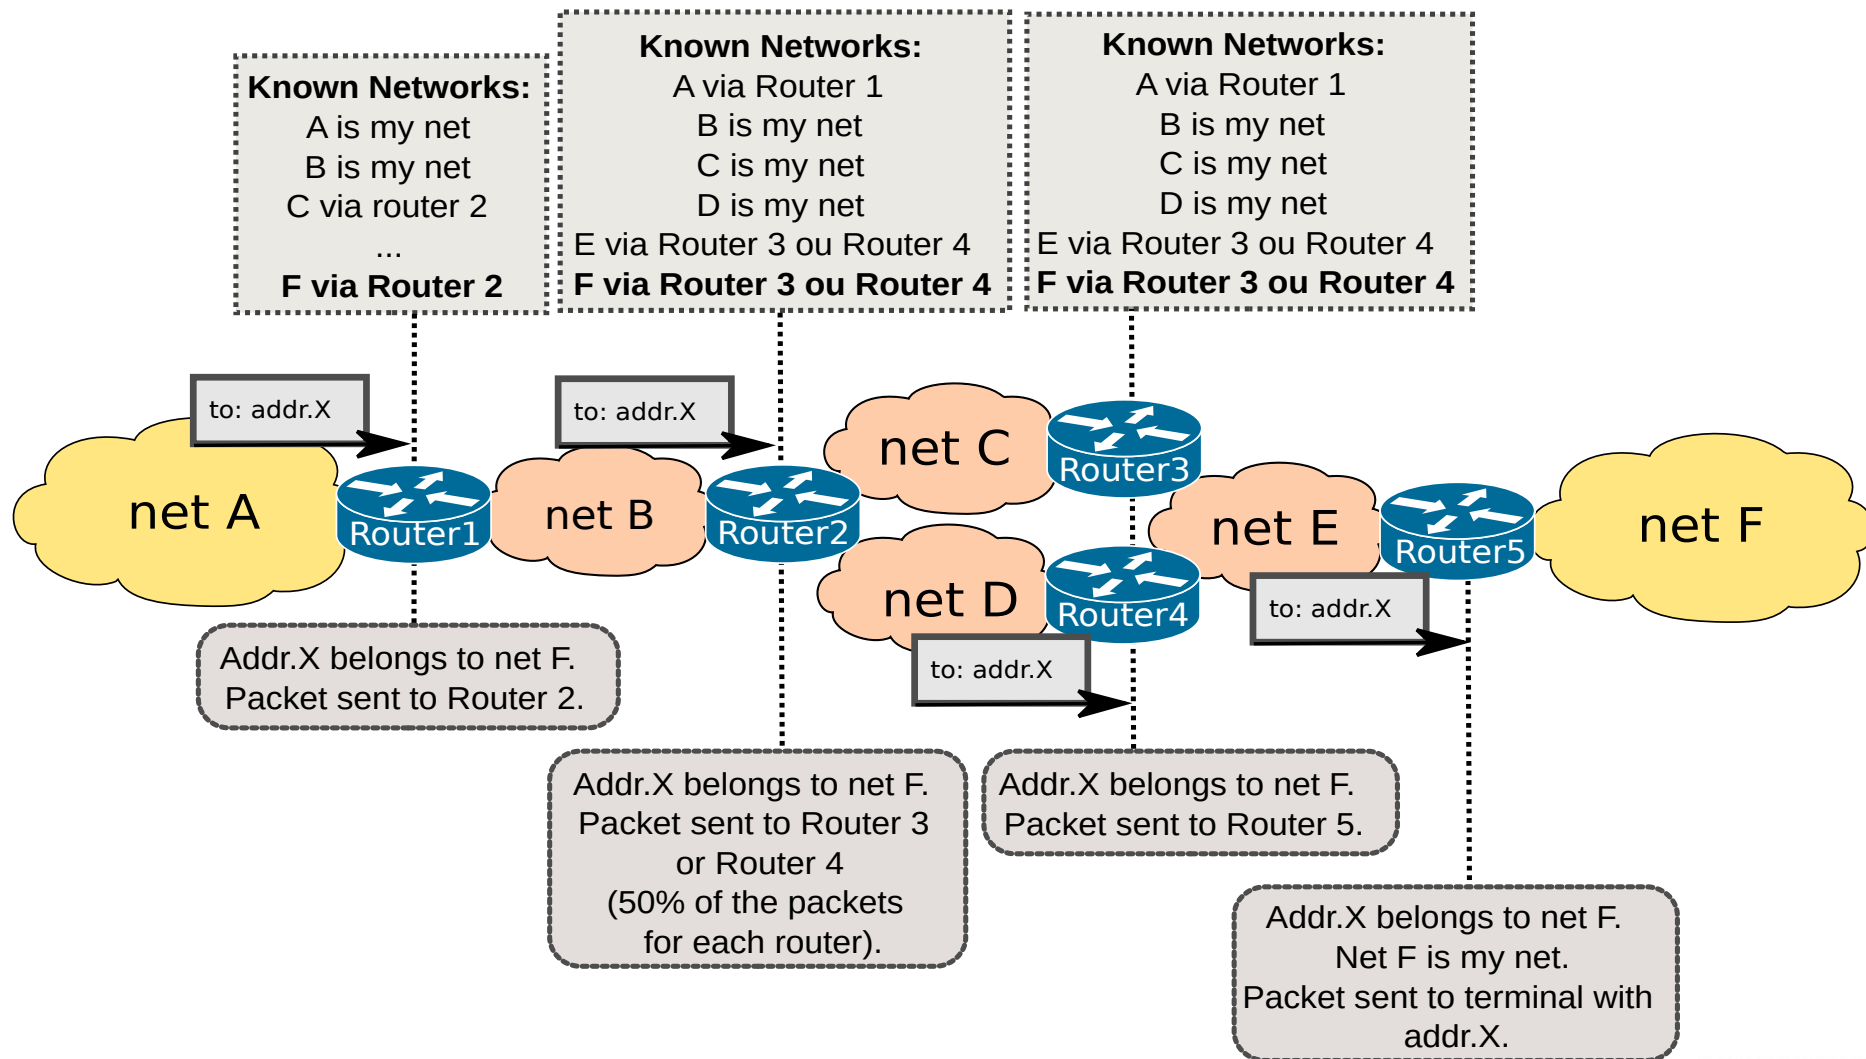 Known Networks:
A is my net
B is my net
C via router 2
...
F via Router 2
Known Networks:
A via Router 1
B is my net
C is my net
D is my net
E via Router 3 ou Router 4
F via Router 3 ou Router 4
Known Networks:
A via Router 1
B is my net
C is my net
D is my net
E via Router 3 ou Router 4
F via Router 3 ou Router 4
to: addr.X
to: addr.X
net A
Router1
net B
Router2
net C
Router3
net D
Router4
net E
Router5
net F
to: addr.X
to: addr.X
Addr.X belongs to net F.
Packet sent to Router 2.
Addr.X belongs to net F.
Packet sent to Router 3
or Router 4
(50% of the packets
for each router).
Addr.X belongs to net F.
Packet sent to Router 5.
Addr.X belongs to net F.
Net F is my net.
Packet sent to terminal with
addr.X.